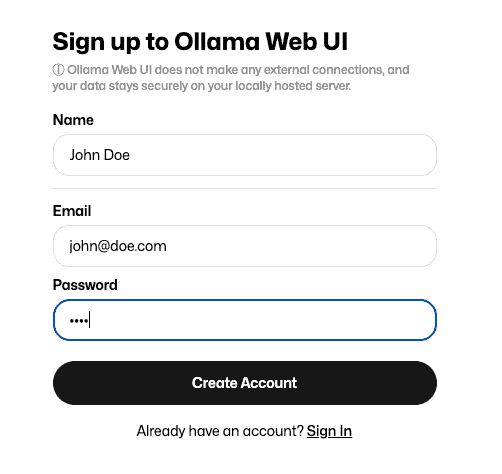 Sign up to Ollama Web UI
ⓘ Ollama Web UI does not make any external connections, and
your data stays securely on your locally hosted server.
Name
John Doe
Email
john@doe.com
Password
••••
Create Account
Already have an account? Sign In